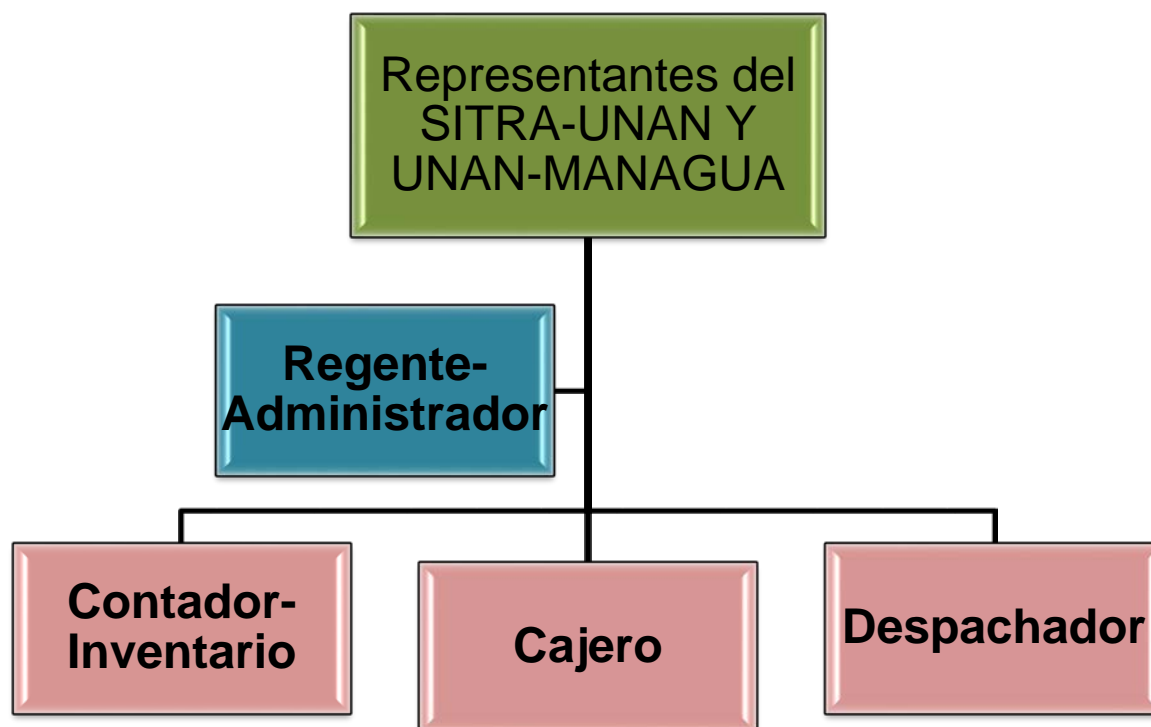 Representantes del
SITRA-UNAN Y
UNAN-MANAGUA
Regente-
Administrador
Contador-
Inventario
Cajero
Despachador